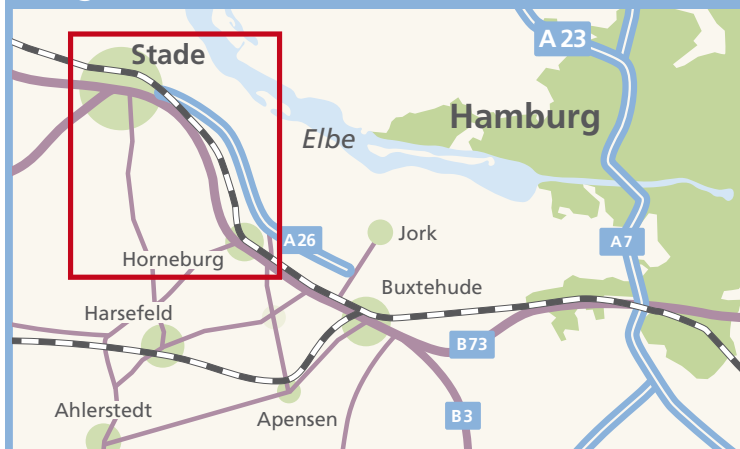 A 23
Stade
Hamburg
Elbe
Jork
A26
A7
Horneburg
Buxtehude
Harsefeld
B73
Ahlerstedt
Apensen
B3